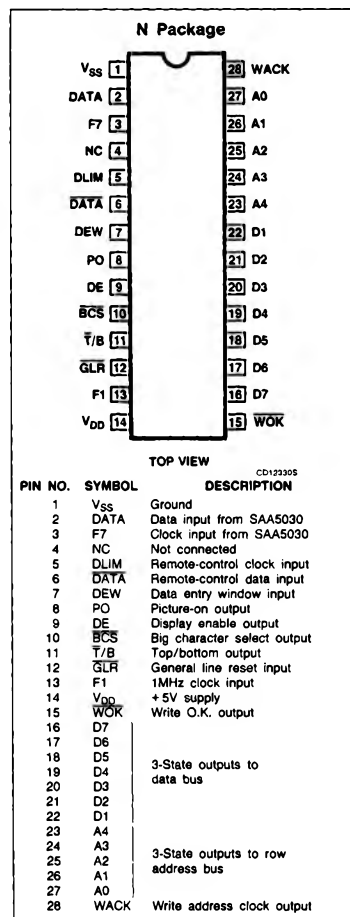 N Package
VSS 1 28 WACK
DATA 2 27 A0
F7 3 26 A1
NC 4 25 A2
DLIM 5 24 A3
D̅A̅T̅A̅ 6 23 A4
DEW 7 22 D1
PO 8 21 D2
DE 9 20 D3
B̅C̅S̅ 10 19 D4
T̅/B 11 18 D5
G̅L̅R̅ 12 17 D6
F1 13 16 D7
VDD 14 15 W̅O̅K̅
TOP VIEW
CD12330S
PIN NO. SYMBOL DESCRIPTION
1 VSS Ground
2 DATA Data input from SAA5030
3 F7 Clock input from SAA5030
4 NC Not connected
5 DLIM Remote-control clock input
6 D̅A̅T̅A̅ Remote-control data input
7 DEW Data entry window input
8 PO Picture-on output
9 DE Display enable output
10 B̅C̅S̅ Big character select output
11 T̅/B Top/bottom output
12 G̅L̅R̅ General line reset input
13 F1 1MHz clock input
14 VDD +5V supply
15 W̅O̅K̅ Write O.K. output
16 D7
17 D6
18 D5
19 D4 3-State outputs to
20 D3 data bus
21 D2
22 D1
23 A4
24 A3
25 A2 3-State outputs to row
26 A1 address bus
27 A0
28 WACK Write address clock output